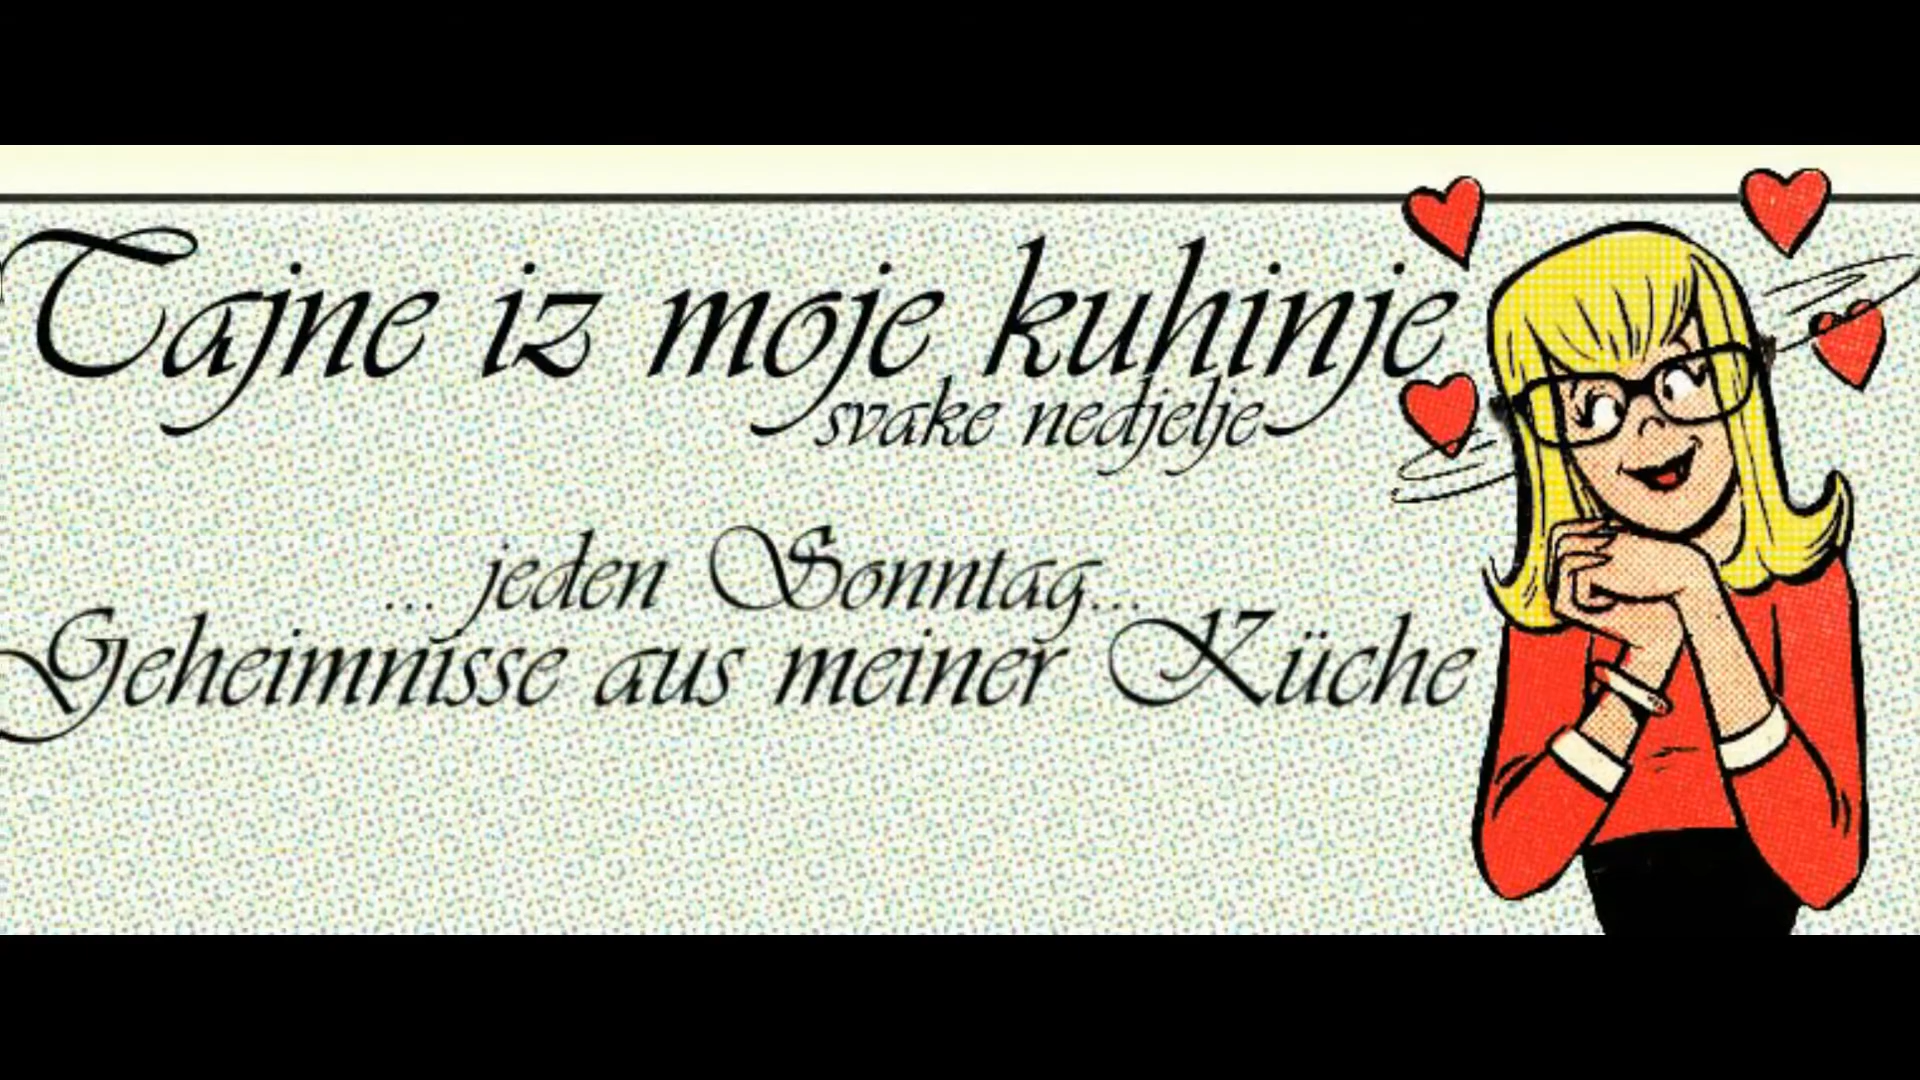 Tajne iz moje kuhinje
svake nedjelje
... jeden Sonntag...
Geheimnisse aus meiner Küche